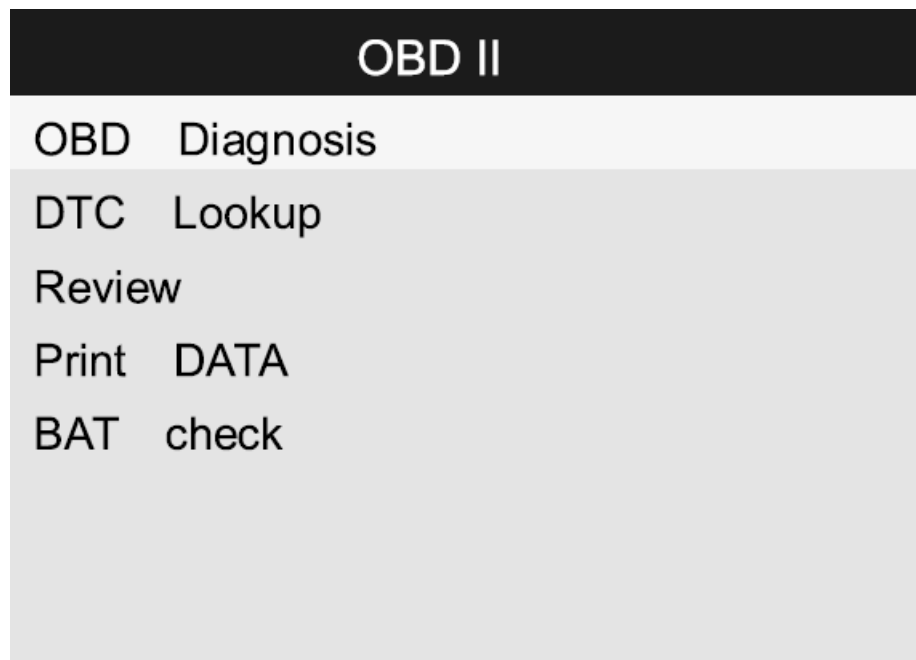 OBD II
OBD Diagnosis
DTC Lookup
Review
Print DATA
BAT check